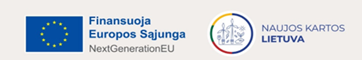 Finansuoja
Europos Sąjunga
NextGenerationEU
NAUJOS KARTOS
LIETUVA